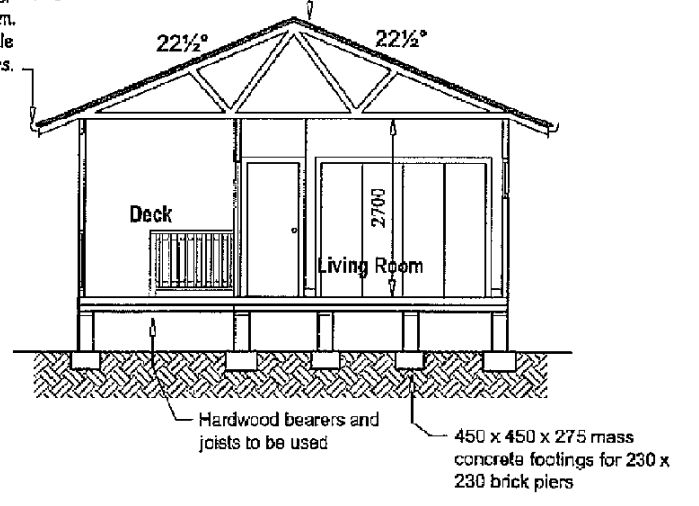 22½°
22½°
Deck
2700
Living Room
Hardwood bearers and
joists to be used
450 x 450 x 275 mass
concrete footings for 230 x
230 brick piers